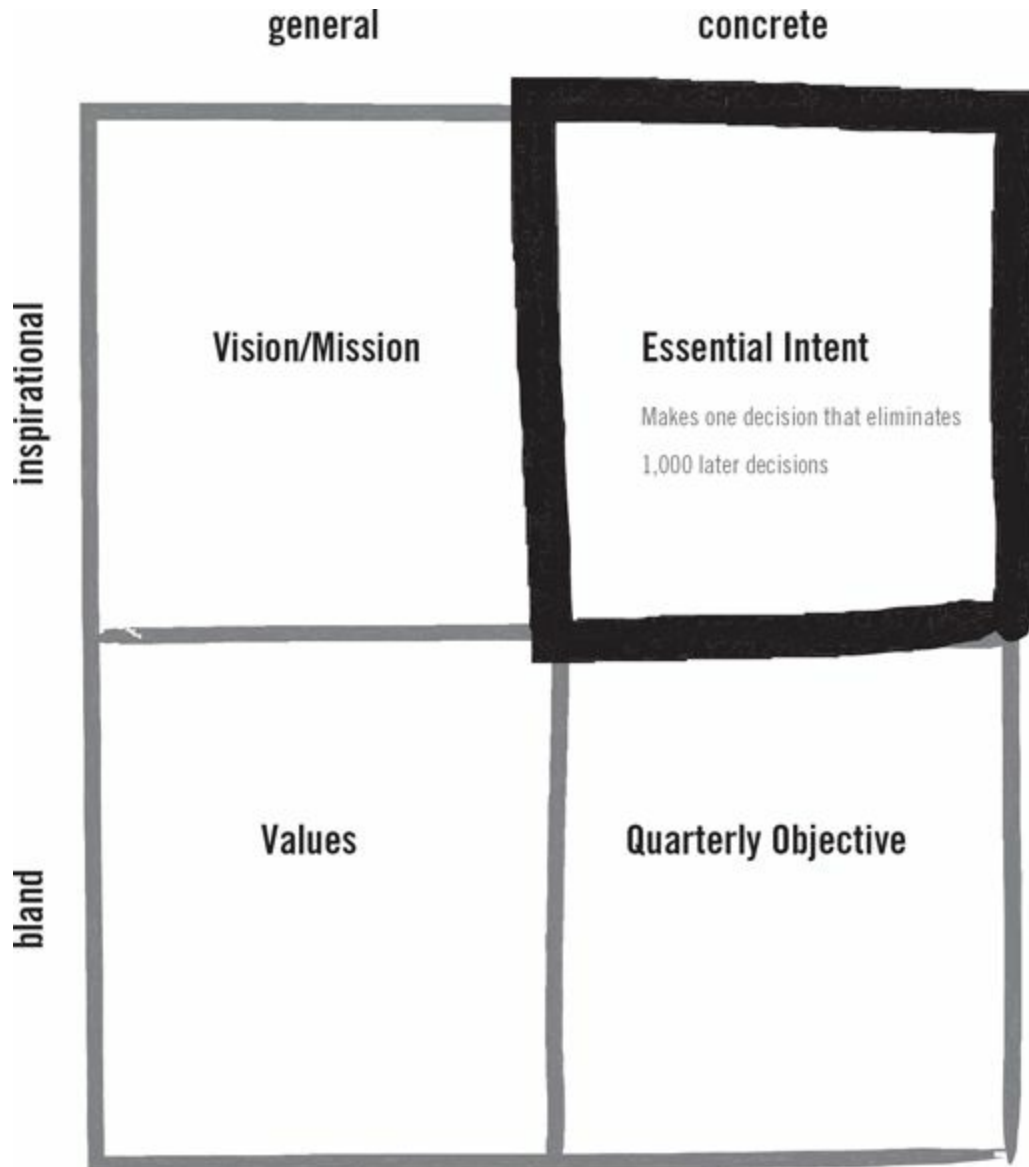 general
concrete
inspirational
Vision/Mission
Essential Intent
Makes one decision that eliminates
1,000 later decisions
bland
Values
Quarterly Objective